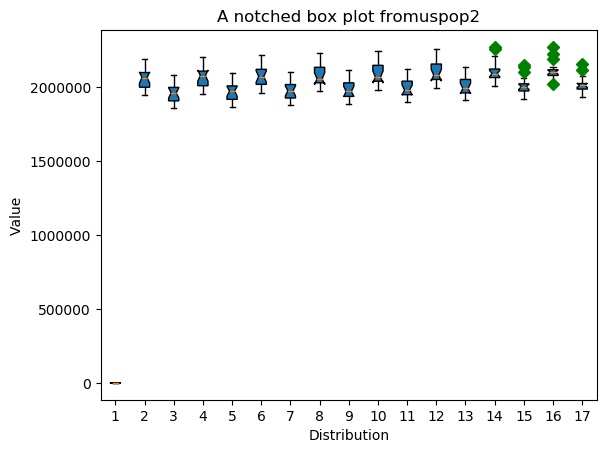 A notched box plot fromuspop2
Value
2000000
1500000
1000000
500000
0
1 2 3 4 5 6 7 8 9 10 11 12 13 14 15 16 17
Distribution